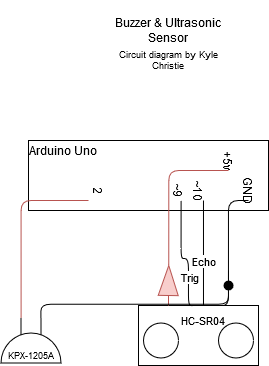 Buzzer & Ultrasonic
Sensor
Circuit diagram by Kyle
Christie
+5v
Arduino Uno
2
~9
~10
GND
Echo
Trig
HC-SR04
KPX-1205A